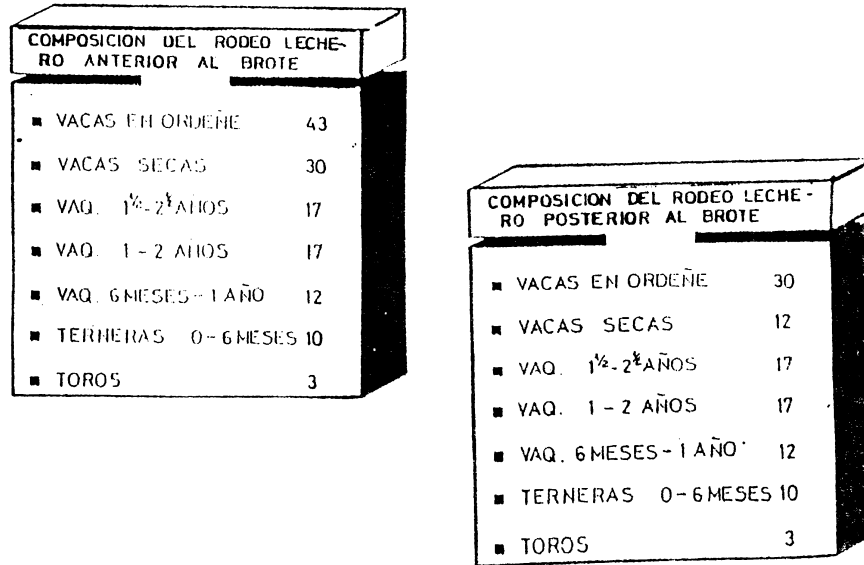 COMPOSICION DEL RODEO LECHE-
RO ANTERIOR AL BROTE
▪ VACAS EN ORDEÑE 43
▪ VACAS SECAS 30
▪ VAQ. 1½-2½ AÑOS 17
▪ VAQ. 1-2 AÑOS 17
▪ VAQ. 6 MESES-1 AÑO 12
▪ TERNERAS 0-6 MESES 10
▪ TOROS 3
COMPOSICION DEL RODEO LECHE-
RO POSTERIOR AL BROTE
▪ VACAS EN ORDEÑE 30
▪ VACAS SECAS 12
▪ VAQ. 1½-2½ AÑOS 17
▪ VAQ. 1-2 AÑOS 17
▪ VAQ. 6 MESES-1 AÑO 12
▪ TERNERAS 0-6 MESES 10
▪ TOROS 3